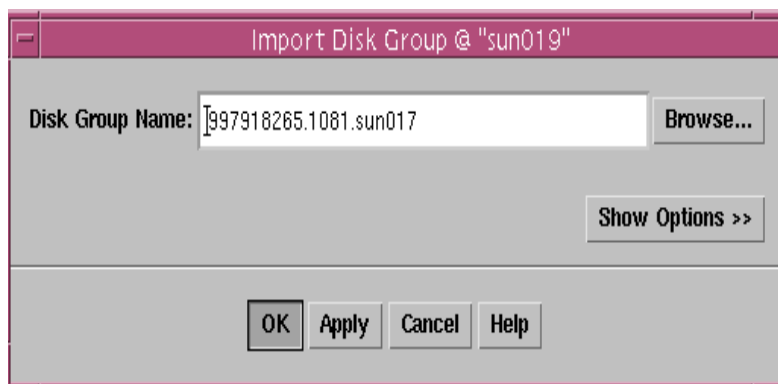 Import Disk Group @ "sun019"
Disk Group Name: 997918265.1081.sun017 Browse...
Show Options >>
OK Apply Cancel Help